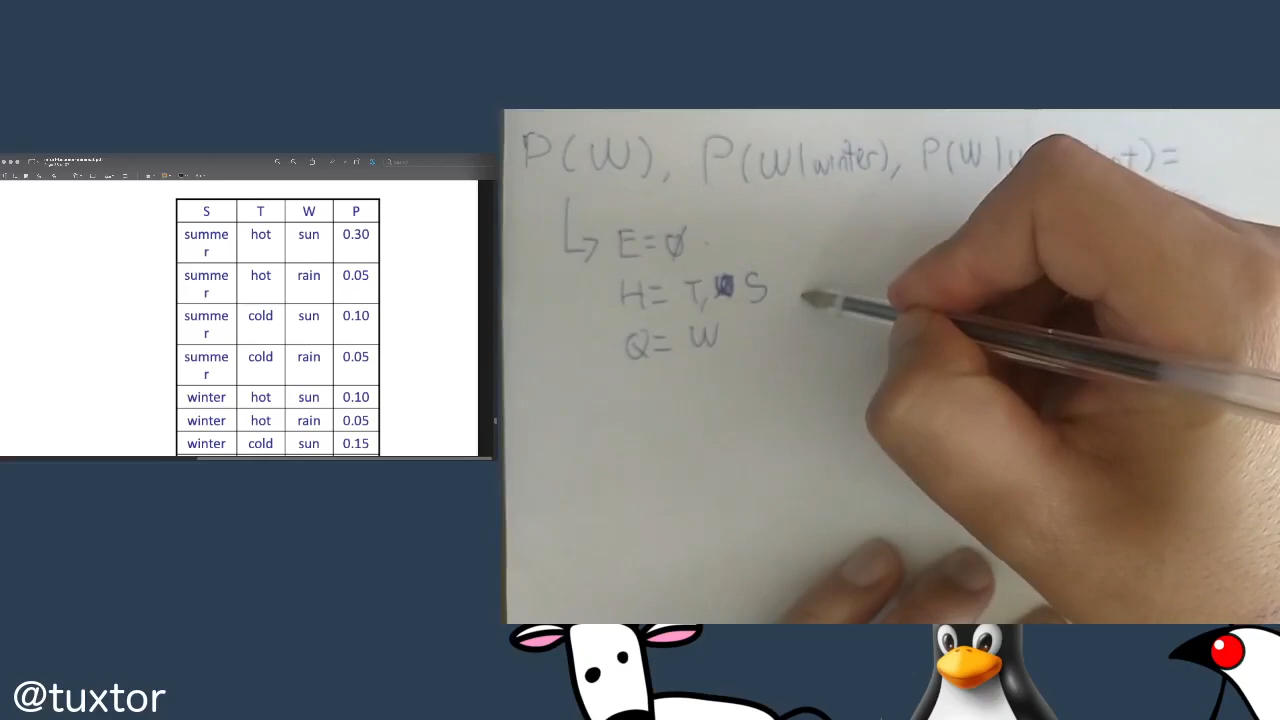 S T W P
summe
r hot sun 0.30
summe
r hot rain 0.05
summe
r cold sun 0.10
summe
r cold rain 0.05
winter hot sun 0.10
winter hot rain 0.05
winter cold sun 0.15
P(W), P(W|winter), P(W|
t)=
↳ E=∅
H= T, S
Q= W
@tuxtor